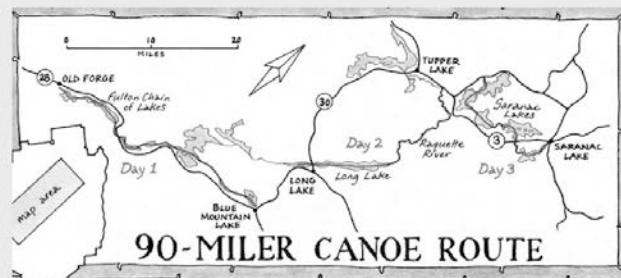 0 10 20
MILES
28
OLD FORGE
Fulton Chain
of Lakes
Day 1
map area
BLUE
MOUNTAIN
LAKE
LONG
LAKE
30
Day 2
Long Lake
TUPPER
LAKE
Raquette
River
Saranac
Lakes
3
Day 3
SARANAC
LAKE
90-MILER CANOE ROUTE